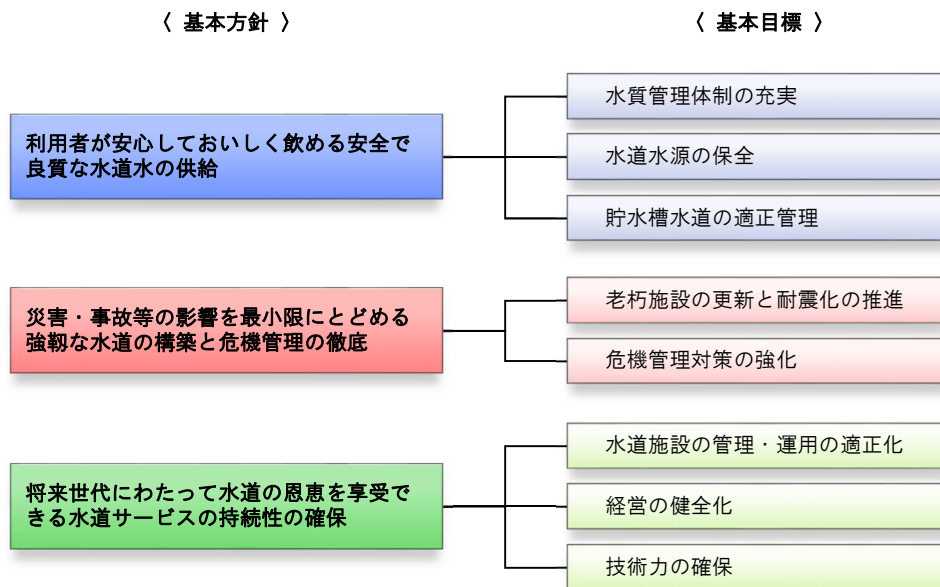 〈 基本方針 〉
〈 基本目標 〉
利用者が安心しておいしく飲める安全で
良質な水道水の供給
水質管理体制の充実
水道水源の保全
貯水槽水道の適正管理
災害・事故等の影響を最小限にとどめる
強靱な水道の構築と危機管理の徹底
老朽施設の更新と耐震化の推進
危機管理対策の強化
将来世代にわたって水道の恩恵を享受で
きる水道サービスの持続性の確保
水道施設の管理・運用の適正化
経営の健全化
技術力の確保